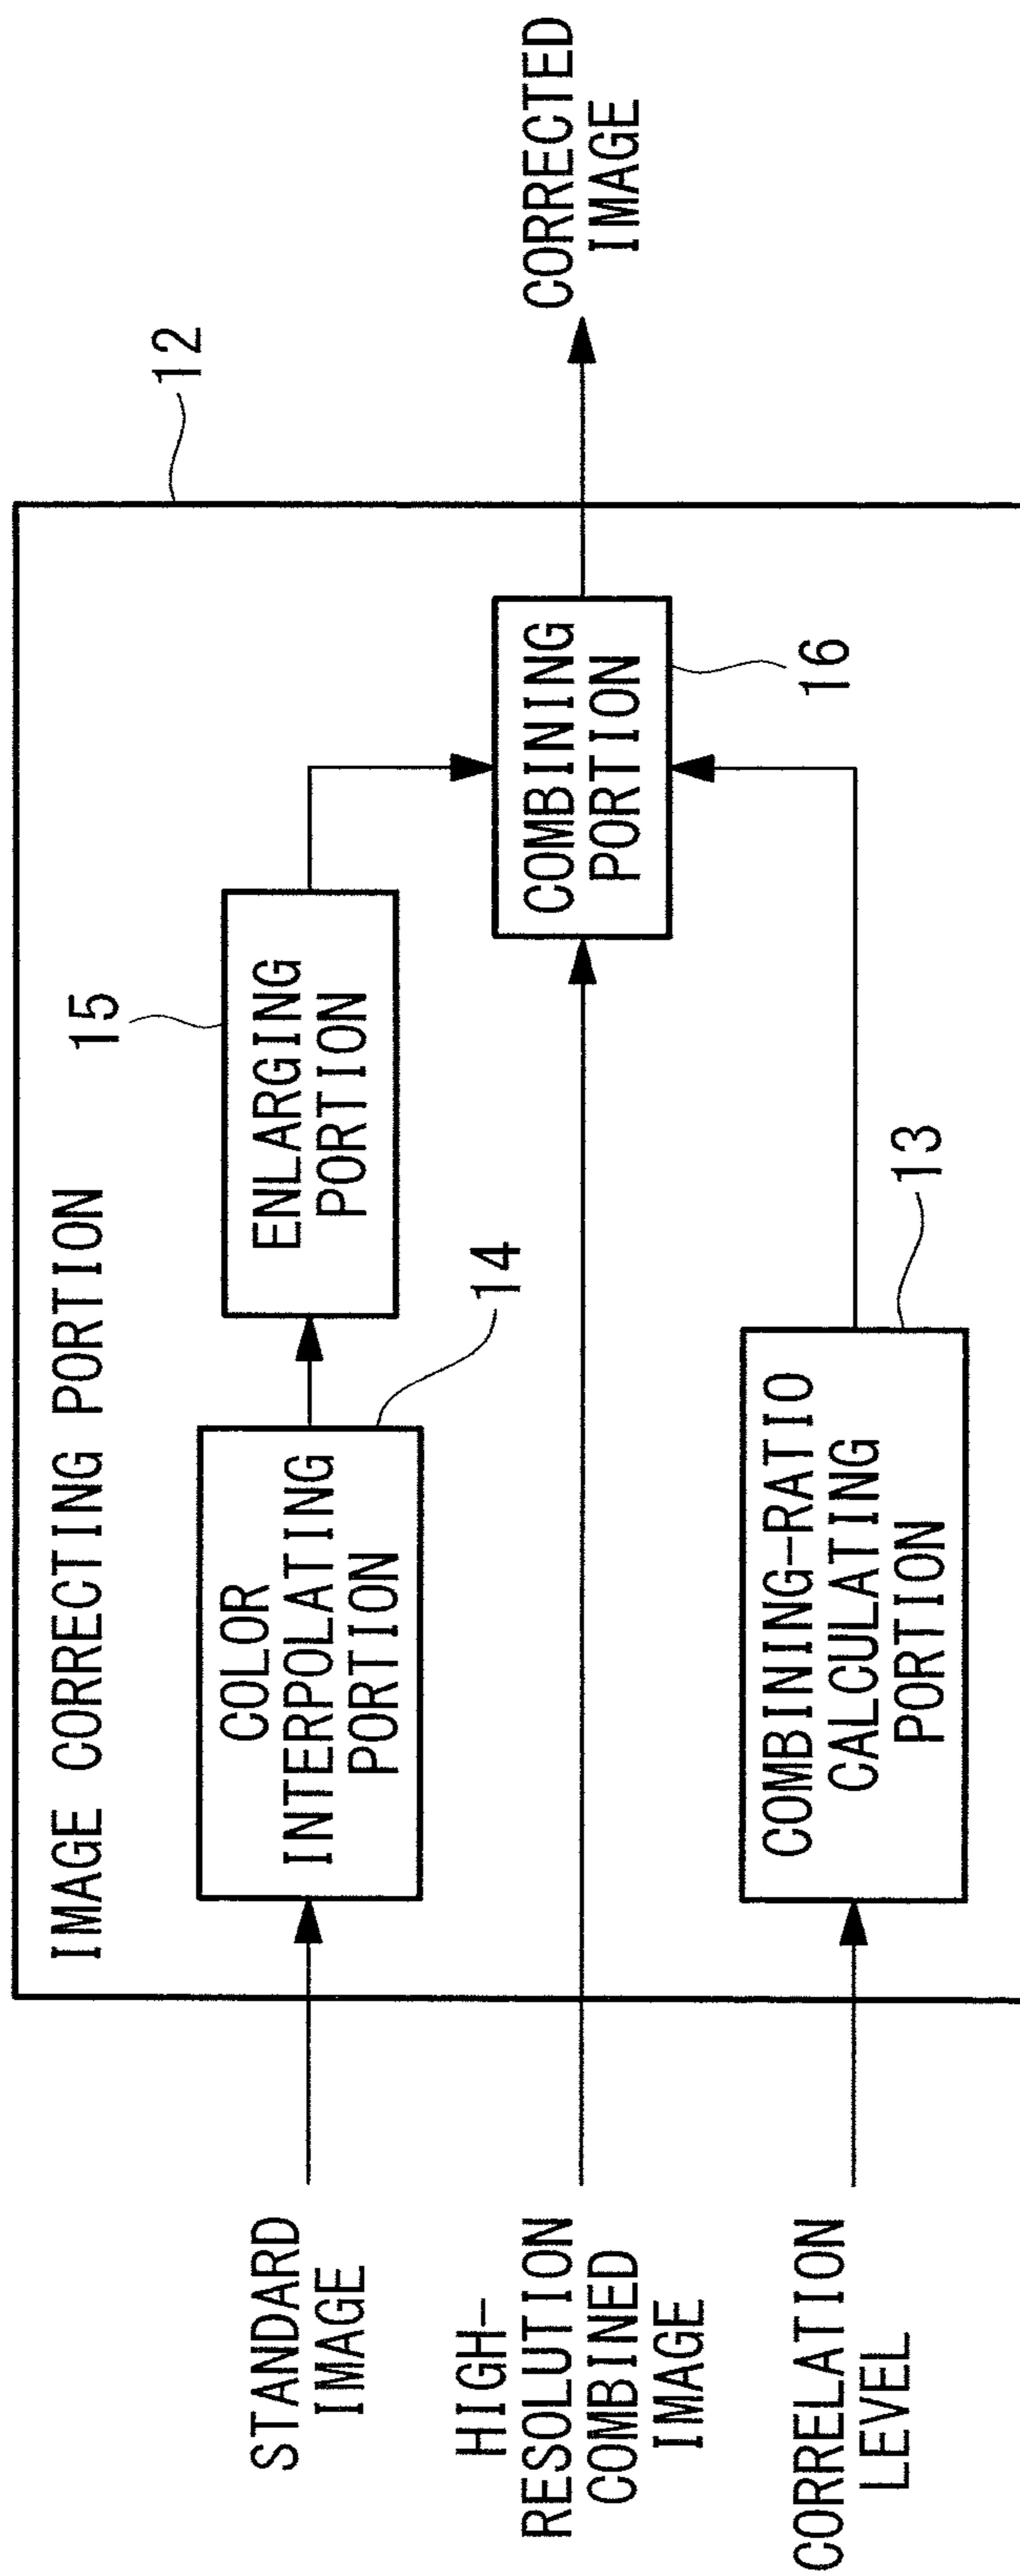 IMAGE CORRECTING PORTION
12
STANDARD
IMAGE
COLOR
INTERPOLATING
PORTION
14
ENLARGING
PORTION
15
HIGH-
RESOLUTION
COMBINED
IMAGE
COMBINING
PORTION
16
CORRECTED
IMAGE
CORRELATION
LEVEL
COMBINING-RATIO
CALCULATING
PORTION
13